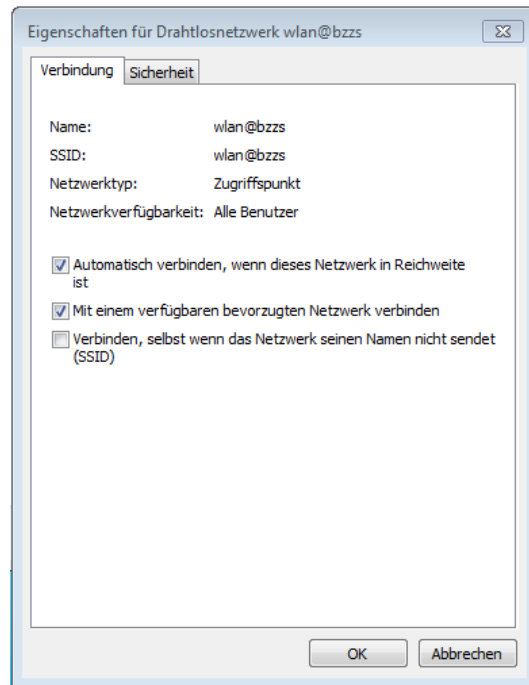 Eigenschaften für Drahtlosnetzwerk wlan@bzzs
Verbindung Sicherheit
Name: wlan@bzzs
SSID: wlan@bzzs
Netzwerktyp: Zugriffspunkt
Netzwerkverfügbarkeit: Alle Benutzer
Automatisch verbinden, wenn dieses Netzwerk in Reichweite
ist
Mit einem verfügbaren bevorzugten Netzwerk verbinden
Verbinden, selbst wenn das Netzwerk seinen Namen nicht sendet
(SSID)
OK Abbrechen